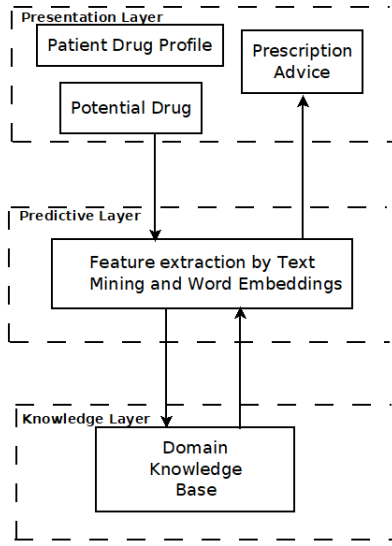 Presentation Layer
Patient Drug Profile
Prescription
Advice
Potential Drug
Predictive Layer
Feature extraction by Text
Mining and Word Embeddings
Knowledge Layer
Domain
Knowledge
Base